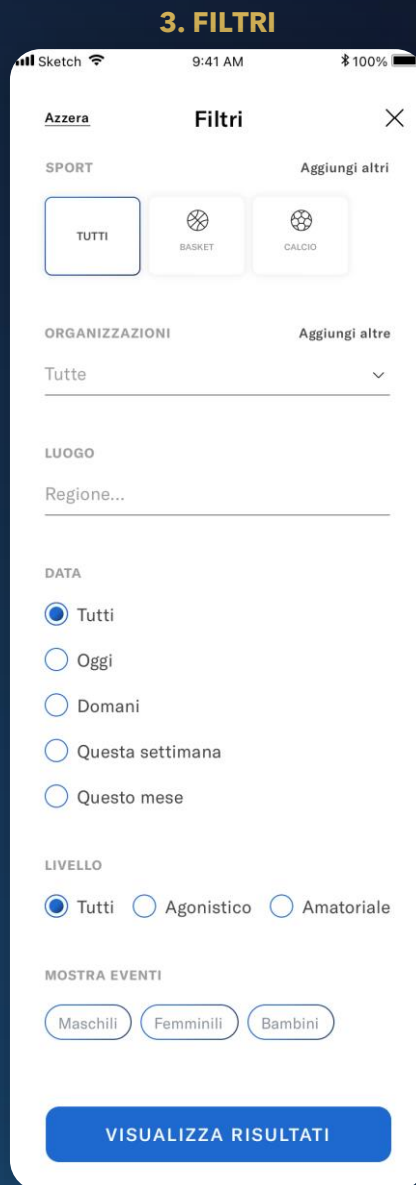 3. FILTRI
Sketch 9:41 AM 100%
Azzera Filtri
SPORT Aggiungi altri
TUTTI BASKET CALCIO
ORGANIZZAZIONI Aggiungi altre
Tutte
LUOGO
Regione...
DATA
Tutti
Oggi
Domani
Questa settimana
Questo mese
LIVELLO
Tutti Agonistico Amatoriale
MOSTRA EVENTI
Maschili Femminili Bambini
VISUALIZZA RISULTATI